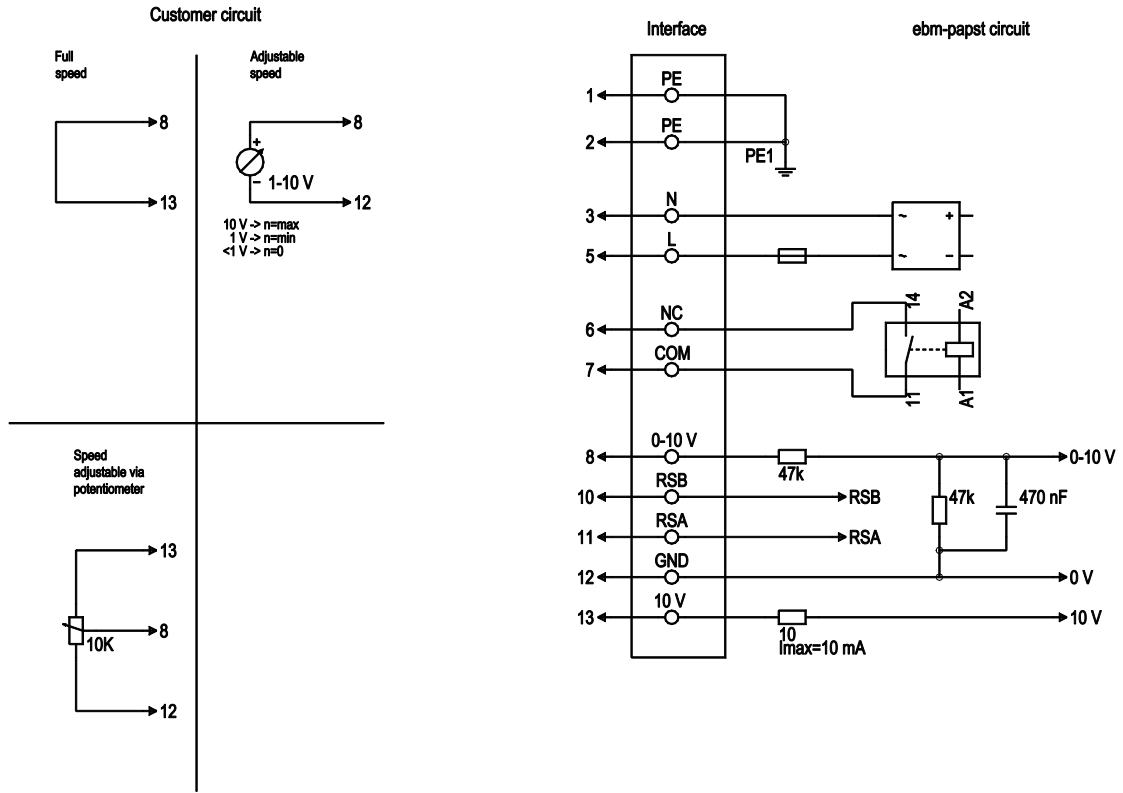 Customer circuit
Full
speed
8
13
Adjustable
speed
8
+
−
1-10 V
12
10 V -> n=max
1 V -> n=min
<1 V -> n=0
Speed
adjustable via
potentiometer
13
8
10K
12
Interface
ebm-papst circuit
1
PE
2
PE
PE1
3
N
~
+
5
L
~
−
6
NC
14
A2
7
COM
11
A1
8
0-10 V
47k
0-10 V
10
RSB
RSB
47k
470 nF
11
RSA
RSA
12
GND
0 V
13
10 V
10
Imax=10 mA
10 V